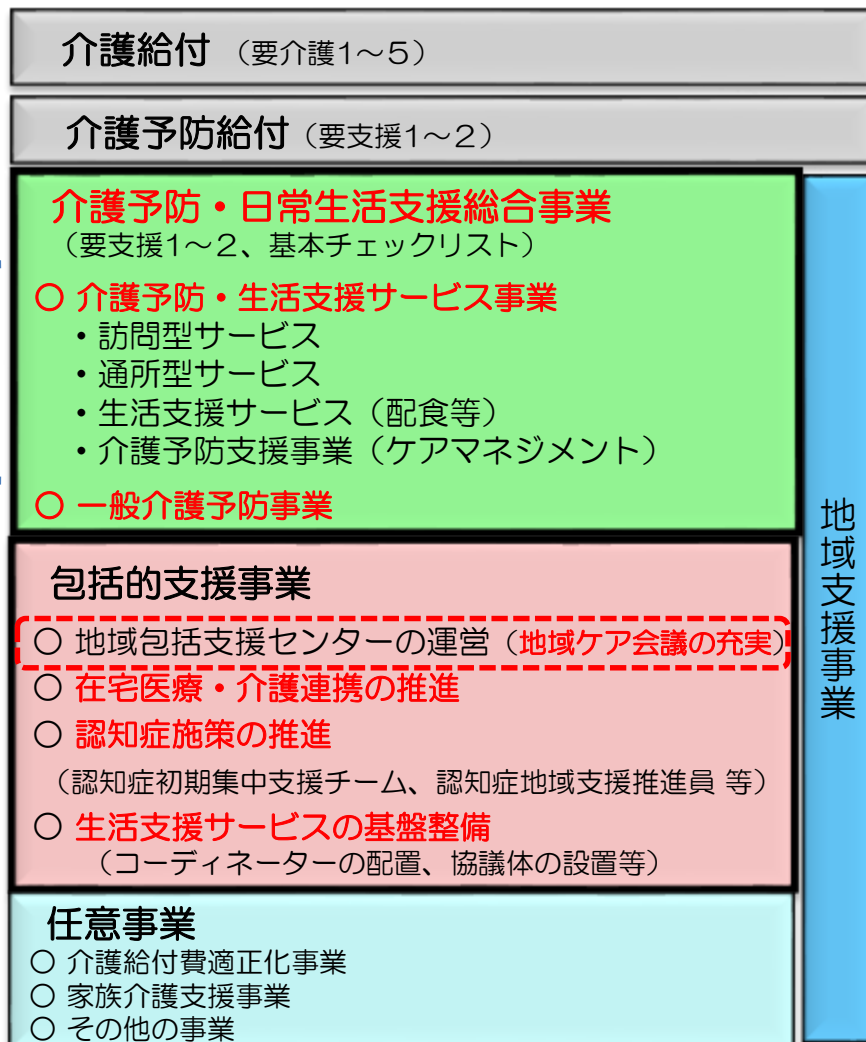 介護給付 （要介護1～5）
介護予防給付（要支援1～2）
介護予防・日常生活支援総合事業
（要支援1～2、基本チェックリスト）
○ 介護予防・生活支援サービス事業
・訪問型サービス
・通所型サービス
・生活支援サービス（配食等）
・介護予防支援事業（ケアマネジメント）
○ 一般介護予防事業
包括的支援事業
○ 地域包括支援センターの運営（地域ケア会議の充実）
○ 在宅医療・介護連携の推進
○ 認知症施策の推進
（認知症初期集中支援チーム、認知症地域支援推進員 等）
○ 生活支援サービスの基盤整備
（コーディネーターの配置、協議体の設置等）
任意事業
○ 介護給付費適正化事業
○ 家族介護支援事業
○ その他の事業
地域支援事業